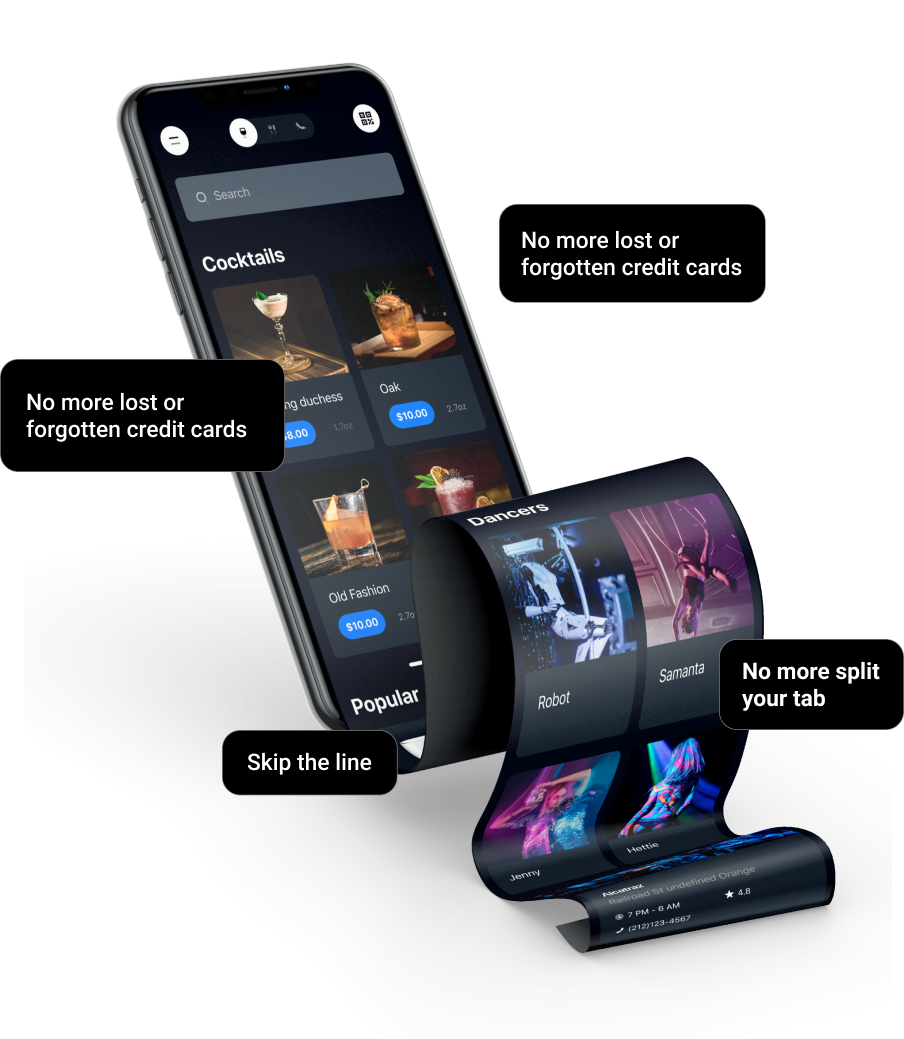 Search
Cocktails
No more lost or
forgotten credit cards
No more lost or
forgotten credit cards
ng duchess
$8.00
1.7oz
Oak
$10.00
2.7oz
Old Fashion
$10.00
2.7o
Popular
Dancers
Robot
Samanta
No more split
your tab
Skip the line
Jenny
Hettie
Alcatraz
Railroad St undefined Orange
7 PM - 6 AM
4.8
(212)123-4567